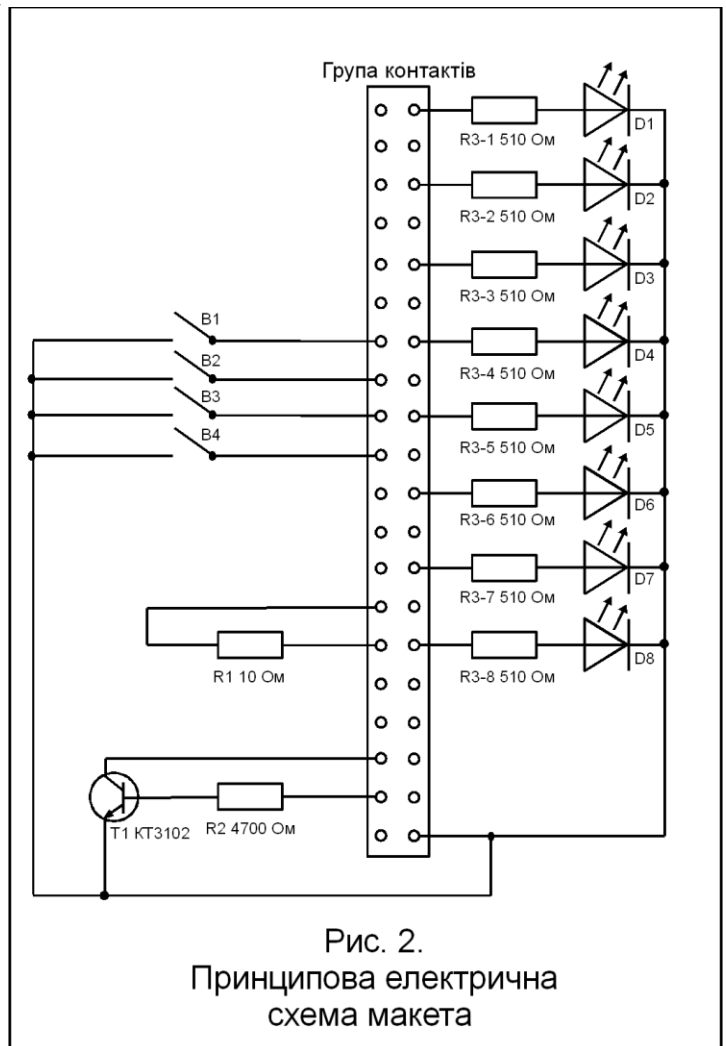 Група контактів
R3-1 510 Ом
D1
R3-2 510 Ом
D2
R3-3 510 Ом
D3
B1
R3-4 510 Ом
D4
B2
B3
R3-5 510 Ом
D5
B4
R3-6 510 Ом
D6
R3-7 510 Ом
D7
R1 10 Ом
R3-8 510 Ом
D8
T1 КТ3102
R2 4700 Ом
Рис. 2.
Принципова електрична
схема макета